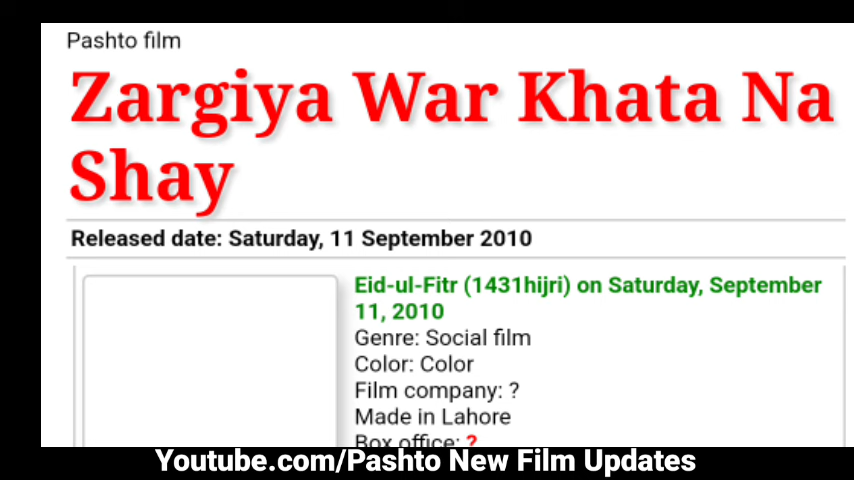 Pashto film
Zargiya War Khata Na
Shay
Released date: Saturday, 11 September 2010
Eid-ul-Fitr (1431hijri) on Saturday, September
11, 2010
Genre: Social film
Color: Color
Film company: ?
Made in Lahore
Box office: ?
Youtube.com/Pashto New Film Updates